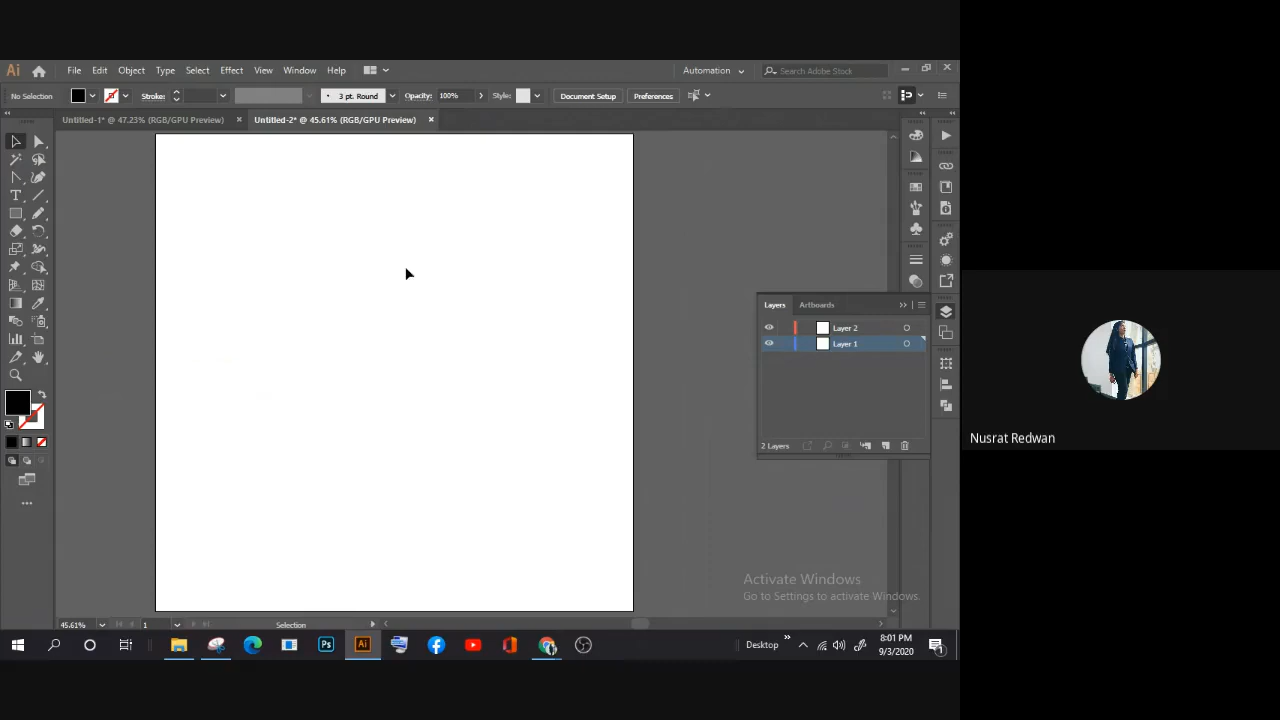 Ai File Edit Object Type Select Effect View Window Help Automation Search Adobe Stock
No Selection Stroke: 3 pt. Round Opacity: 100% Style: Document Setup Preferences
Untitled-1* @ 47.23% (RGB/GPU Preview) Untitled-2* @ 45.61% (RGB/GPU Preview)
Layers Artboards
Layer 2
Layer 1
2 Layers
Nusrat Redwan
Activate Windows
Go to Settings to activate Windows.
45.61% 1 Selection
Ps Ai Desktop 8:01 PM
9/3/2020
1